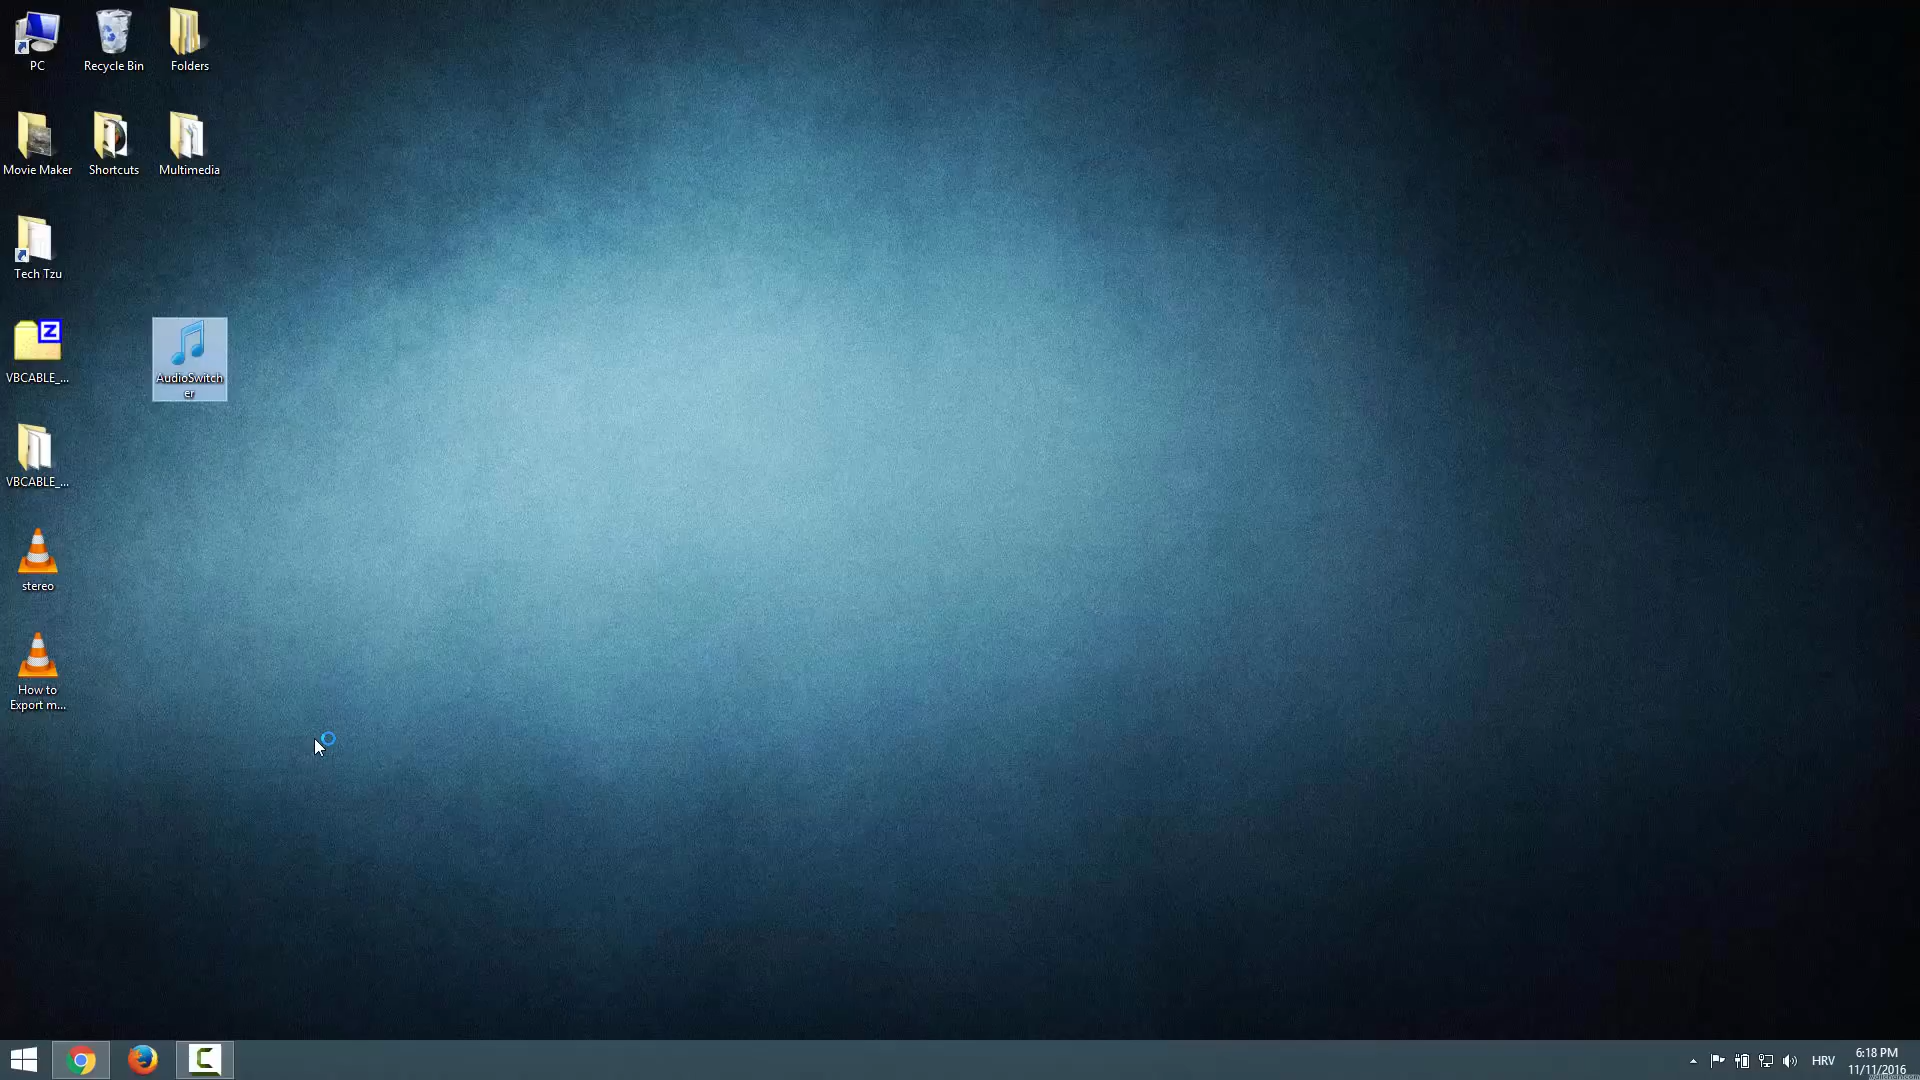 PC
Recycle Bin
Folders
Movie Maker
Shortcuts
Multimedia
Tech Tzu
VBCABLE_...
AudioSwitch
er
VBCABLE_...
stereo
How to
Export m...
HRV
6:18 PM
11/11/2016